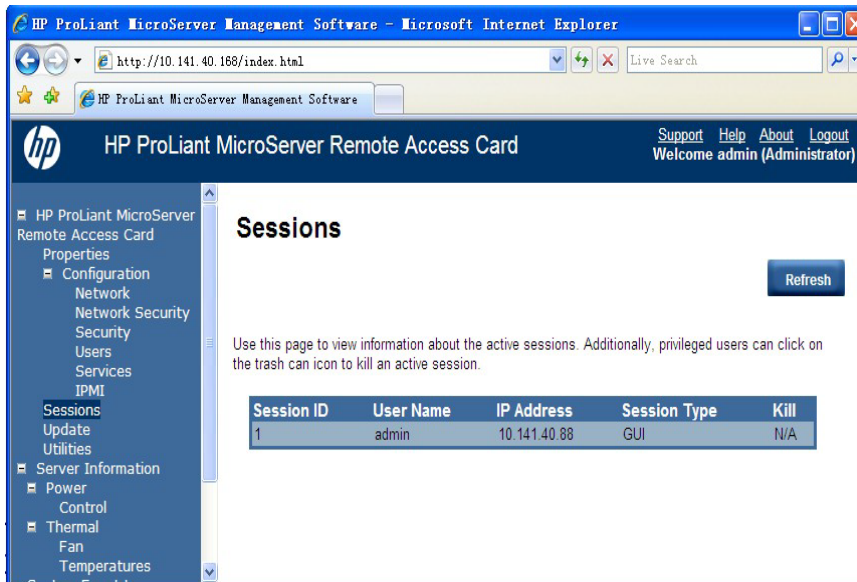 HP ProLiant MicroServer Management Software - Microsoft Internet Explorer
http://10.141.40.168/index.html
Live Search
HP ProLiant MicroServer Management Software
hp
HP ProLiant MicroServer Remote Access Card
Support Help About Logout
Welcome admin (Administrator)
HP ProLiant MicroServer
Remote Access Card
Properties
Configuration
Network
Network Security
Security
Users
Services
IPMI
Sessions
Update
Utilities
Server Information
Power
Control
Thermal
Fan
Temperatures
Sessions
Refresh
Use this page to view information about the active sessions. Additionally, privileged users can click on
the trash can icon to kill an active session.
Session ID User Name IP Address Session Type Kill
1 admin 10.141.40.88 GUI N/A